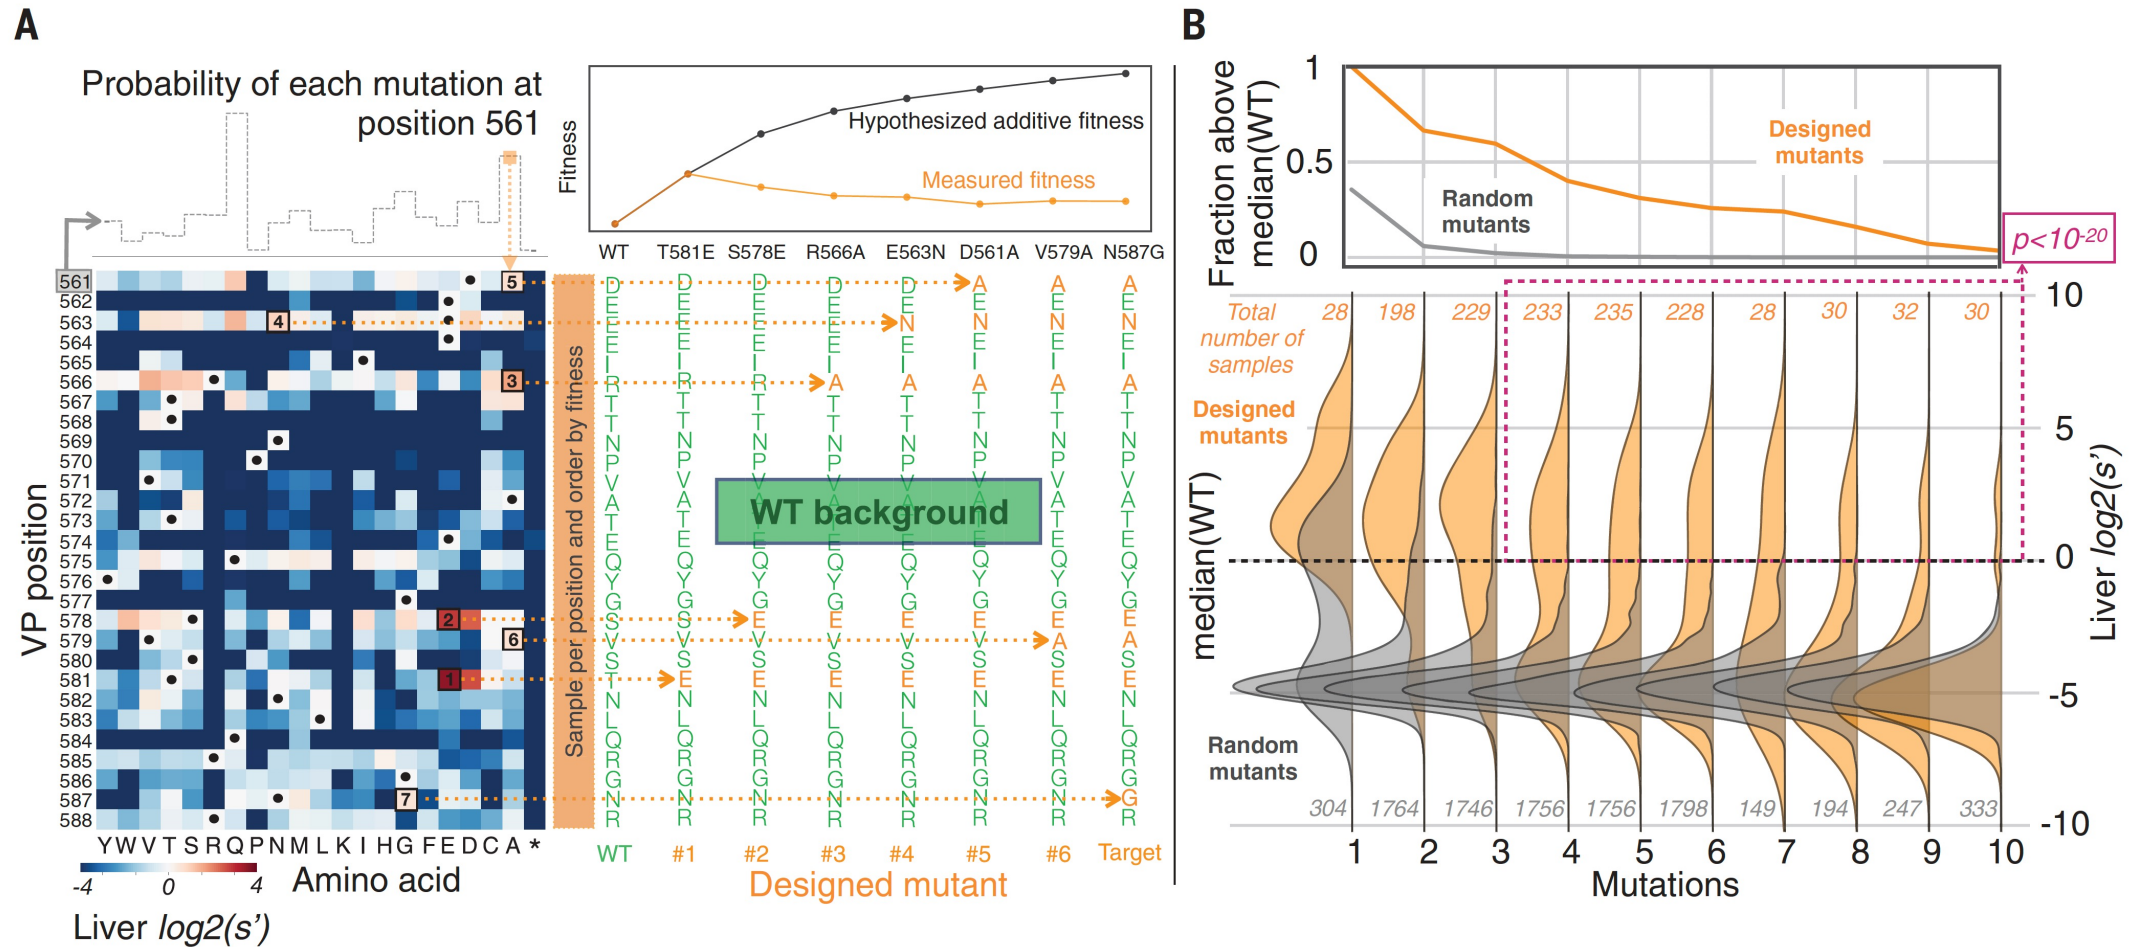 A
Probability of each mutation at
position 561
Fitness
Hypothesized additive fitness
Measured fitness
WT T581E S578E R566A E563N D561A V579A N587G
VP position
561
562
563
564
565
566
567
568
569
570
571
572
573
574
575
576
577
578
579
580
581
582
583
584
585
586
587
588
5
4
3
2
6
1
7
Y W V T S R Q P N M L K I H G F E D C A *
-4 0 4
Amino acid
Liver log2(s')
Sample per position and order by fitness
D D D D D A A A
E E E E E E E E
E E E E N N N N
E E E E E E E E
I I I I I I I I
R R R A A A A A
T T T T T T T T
T T T T T T T T
N N N N N N N N
P P P P P P P P
V V V V V V V
A A A A A A A A
WT background
T T T T T
E E E E E E E E
Q Q Q Q Q Q Q Q
Y Y Y Y Y Y Y Y
G G G G G G G G
S S E E E E E E
V V V V V V A A
S S S S S S S S
T E E E E E E E
N N N N N N N N
L L L L L L L L
Q Q Q Q Q Q Q Q
R R R R R R R R
G G G G G G G G
N N N N N N N G
R R R R R R R R
WT #1 #2 #3 #4 #5 #6 Target
Designed mutant
B
Fraction above
median(WT)
1
0.5
0
Designed
mutants
Random
mutants
p<10-20
Total
number of
samples
28 198 229 233 235 228 28 30 32 30
Designed
mutants
median(WT)
Random
mutants
304 1764 1746 1756 1756 1798 149 194 247 333
10
5
0
-5
-10
Liver log2(s')
1 2 3 4 5 6 7 8 9 10
Mutations